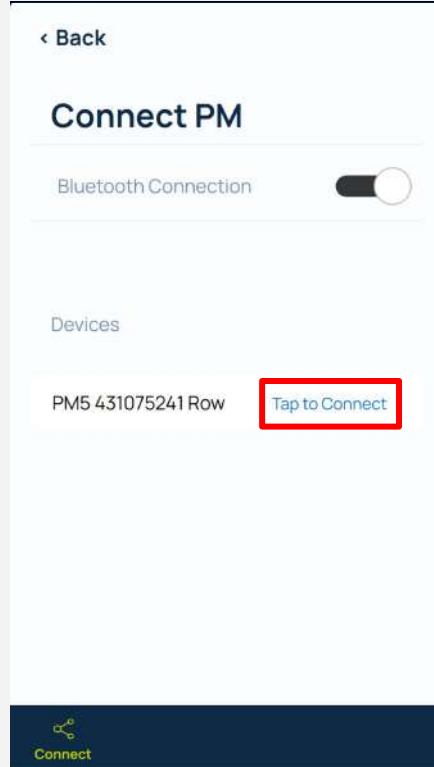 ‹ Back
Connect PM
Bluetooth Connection
Devices
PM5 431075241 Row Tap to Connect
Connect